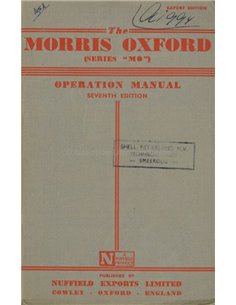 EXPORT EDITION
The
MORRIS OXFORD
(SERIES "MO")
OPERATION MANUAL
SEVENTH EDITION
SHELL
N
PUBLISHED BY
NUFFIELD EXPORTS LIMITED
COWLEY - OXFORD - ENGLAND